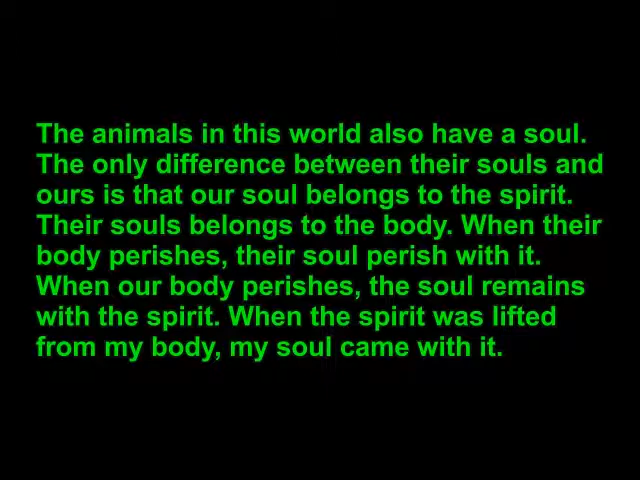 The animals in this world also have a soul.
The only difference between their souls and
ours is that our soul belongs to the spirit.
Their souls belongs to the body. When their
body perishes, their soul perish with it.
When our body perishes, the soul remains
with the spirit. When the spirit was lifted
from my body, my soul came with it.